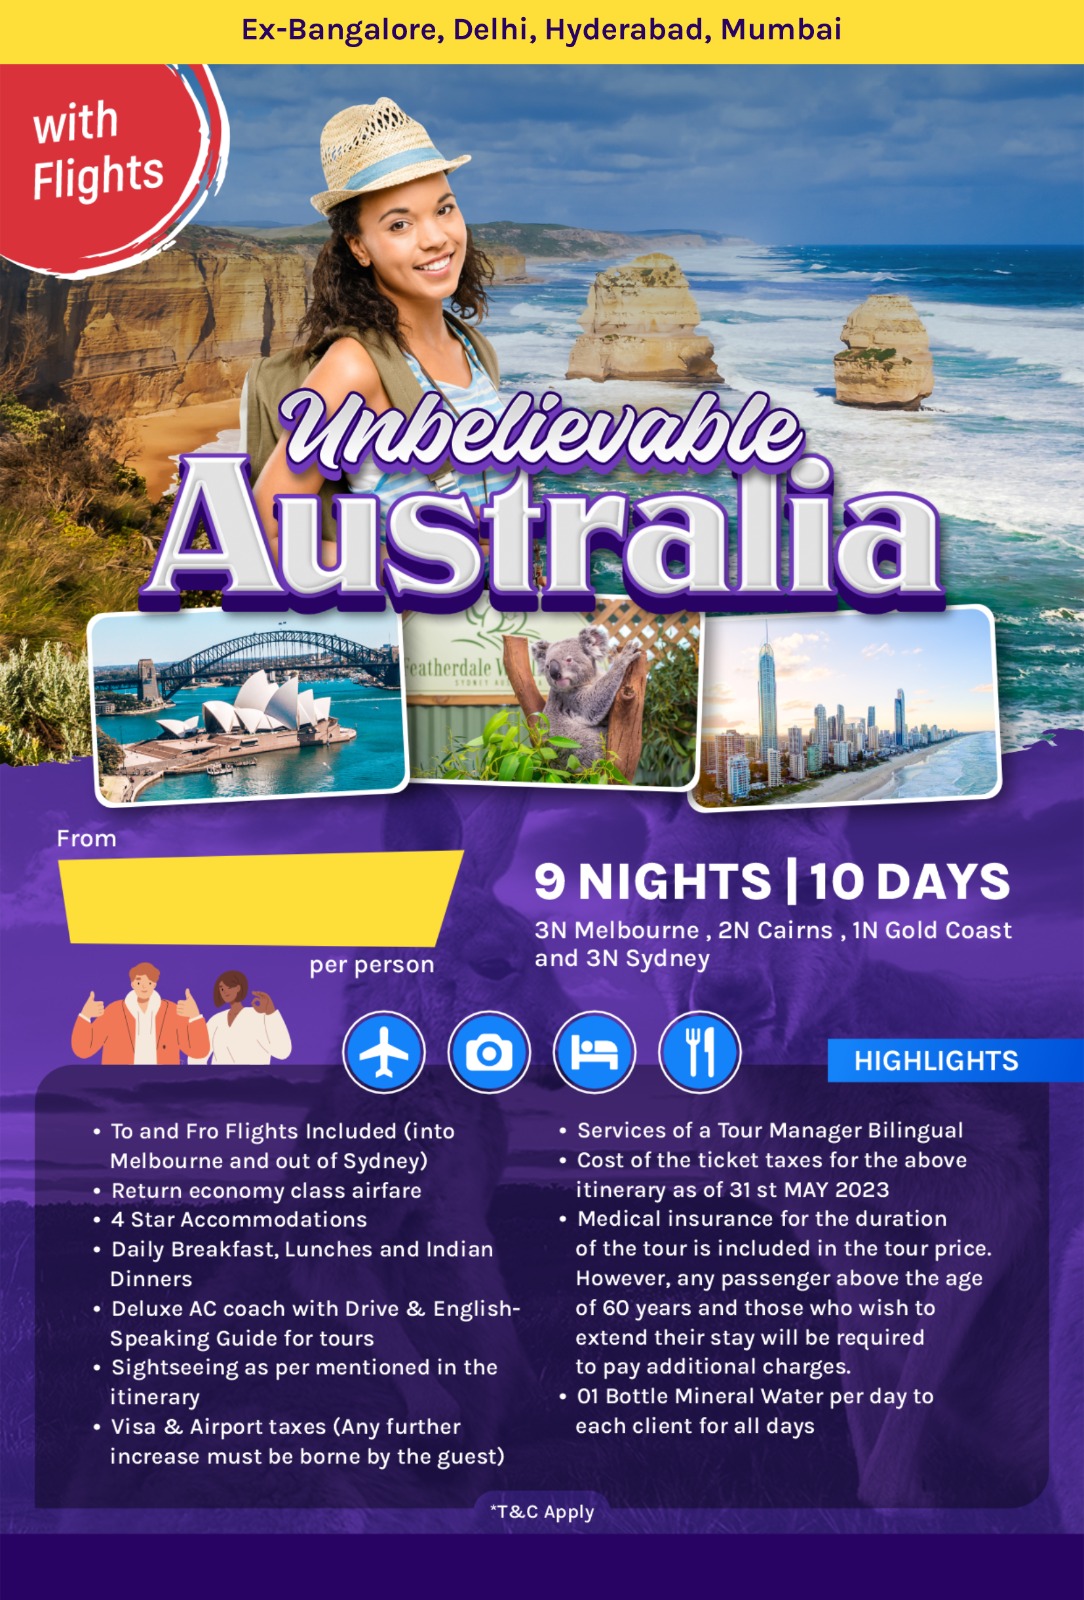 Ex-Bangalore, Delhi, Hyderabad, Mumbai
with
Flights
Unbelievable
Australia
Featherdale W
SYDNEY AU
From
per person
9 NIGHTS | 10 DAYS
3N Melbourne , 2N Cairns , 1N Gold Coast
and 3N Sydney
HIGHLIGHTS
• To and Fro Flights Included (into
Melbourne and out of Sydney)
• Return economy class airfare
• 4 Star Accommodations
• Daily Breakfast, Lunches and Indian
Dinners
• Deluxe AC coach with Drive & English-
Speaking Guide for tours
• Sightseeing as per mentioned in the
itinerary
• Visa & Airport taxes (Any further
increase must be borne by the guest)
• Services of a Tour Manager Bilingual
• Cost of the ticket taxes for the above
itinerary as of 31 st MAY 2023
• Medical insurance for the duration
of the tour is included in the tour price.
However, any passenger above the age
of 60 years and those who wish to
extend their stay will be required
to pay additional charges.
• 01 Bottle Mineral Water per day to
each client for all days
*T&C Apply